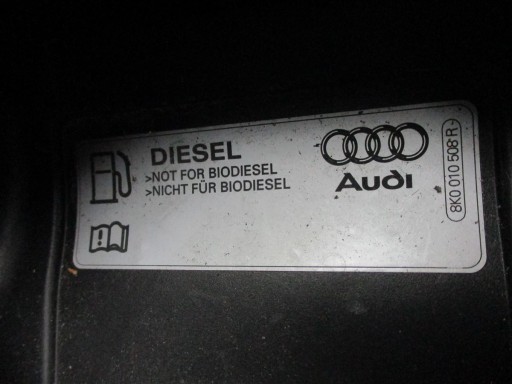 DIESEL
>NOT FOR BIODIESEL
>NICHT FÜR BIODIESEL
Audi
8K0 010 508 R